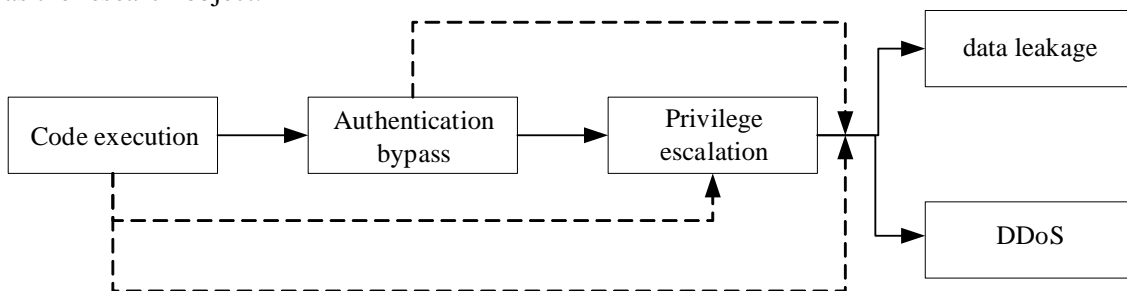 data leakage
Code execution
Authentication
bypass
Privilege
escalation
DDoS